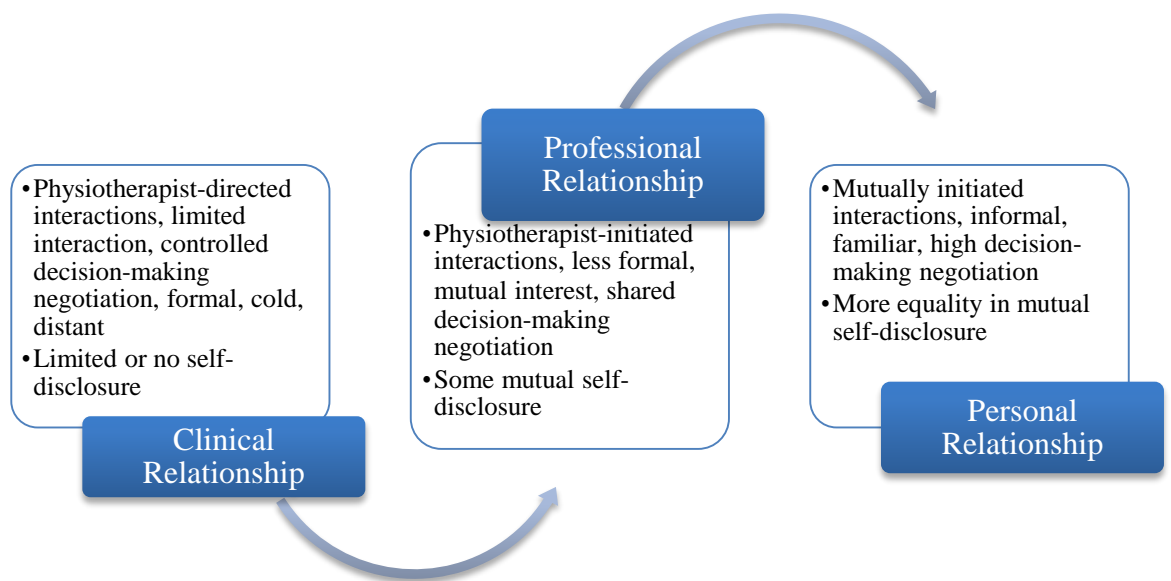 •Physiotherapist-directed
interactions, limited
interaction, controlled
decision-making
negotiation, formal, cold,
distant
•Limited or no self-
disclosure
Clinical
Relationship
Professional
Relationship
•Physiotherapist-initiated
interactions, less formal,
mutual interest, shared
decision-making
negotiation
•Some mutual self-
disclosure
•Mutually initiated
interactions, informal,
familiar, high decision-
making negotiation
•More equality in mutual
self-disclosure
Personal
Relationship